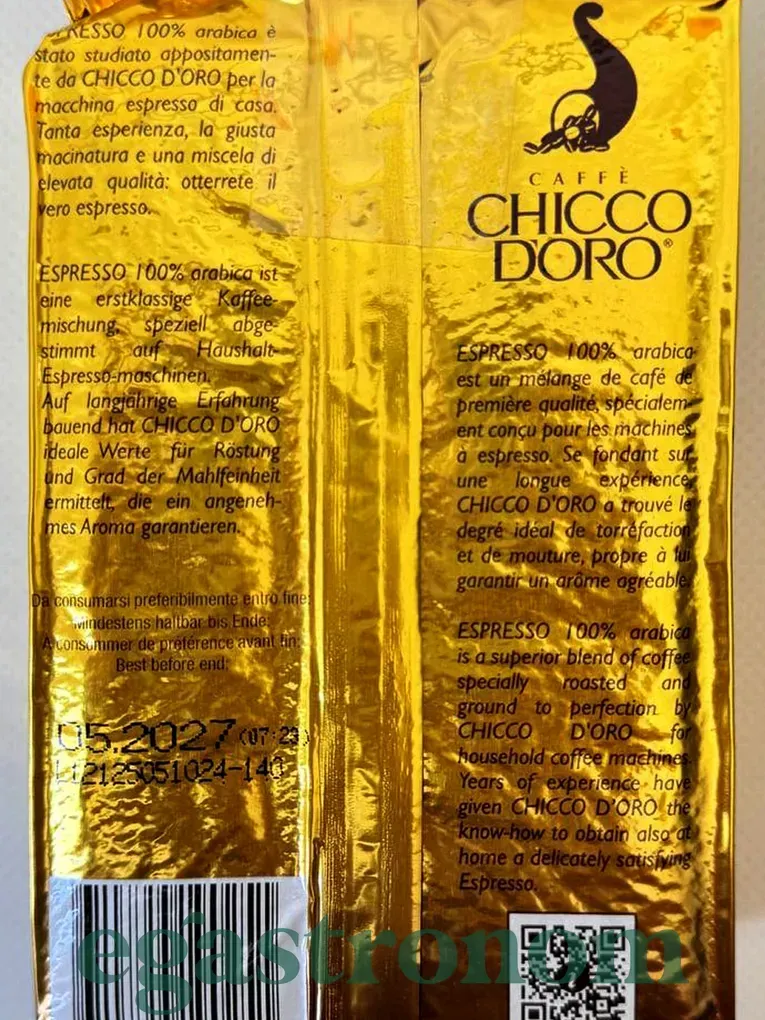 ESPRESSO 100% arabica è
stato studiato appositamen-
te da CHICCO D'ORO per la
macchina espresso di casa.
Tanta esperienza, la giusta
macinatura e una miscela di
elevata qualità: otterrete il
vero espresso.
ESPRESSO 100% arabica ist
eine erstklassige Kaffee-
mischung, speziell abge-
stimmt auf Haushalt-
Espresso-maschinen.
Auf langjährige Erfahrung
bauend hat CHICCO D'ORO
ideale Werte für Röstung
und Grad der Mahlfeinheit
ermittelt, die ein angeneh-
mes Aroma garantieren.
Da consumarsi preferibilmente entro fine:
Mindestens haltbar bis Ende:
A consommer de préférence avant fin:
Best before end:
05.2027 (07:23)
L12125051024-140
CAFFÈ
CHICCO
D'ORO®
ESPRESSO 100% arabica
est un mélange de café de
première qualité, spécialem-
ent conçu pour les machines
à espresso. Se fondant sur
une longue expérience,
CHICCO D'ORO a trouvé le
degré idéal de torréfaction
et de mouture, propre à lui
garantir un arôme agréable.
ESPRESSO 100% arabica
is a superior blend of coffee
specially roasted and
ground to perfection by
CHICCO D'ORO for
household coffee machines.
Years of experience have
given CHICCO D'ORO the
know-how to obtain also at
home a delicately satisfying
Espresso.
egastronom